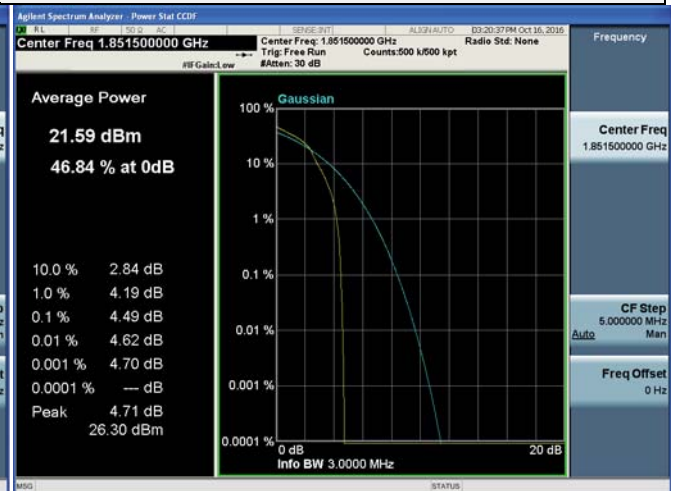 Agilent Spectrum Analyzer - Power Stat CCDF
RL RF 50 Ω AC SENSE:INT ALIGN AUTO 03:20:37 PM Oct 16, 2016
Center Freq 1.851500000 GHz
Center Freq: 1.851500000 GHz Radio Std: None
Trig: Free Run Counts:500 k/500 kpt
#IFGain:Low #Atten: 30 dB
Frequency
Average Power
21.59 dBm
46.84 % at 0dB
10.0 % 2.84 dB
1.0 % 4.19 dB
0.1 % 4.49 dB
0.01 % 4.62 dB
0.001 % 4.70 dB
0.0001 % --- dB
Peak 4.71 dB
26.30 dBm
Gaussian
100 %
10 %
1 %
0.1 %
0.01 %
0.001 %
0.0001 %
0 dB 20 dB
Info BW 3.0000 MHz
Center Freq
1.851500000 GHz
CF Step
5.000000 MHz
Auto Man
Freq Offset
0 Hz
MSG STATUS